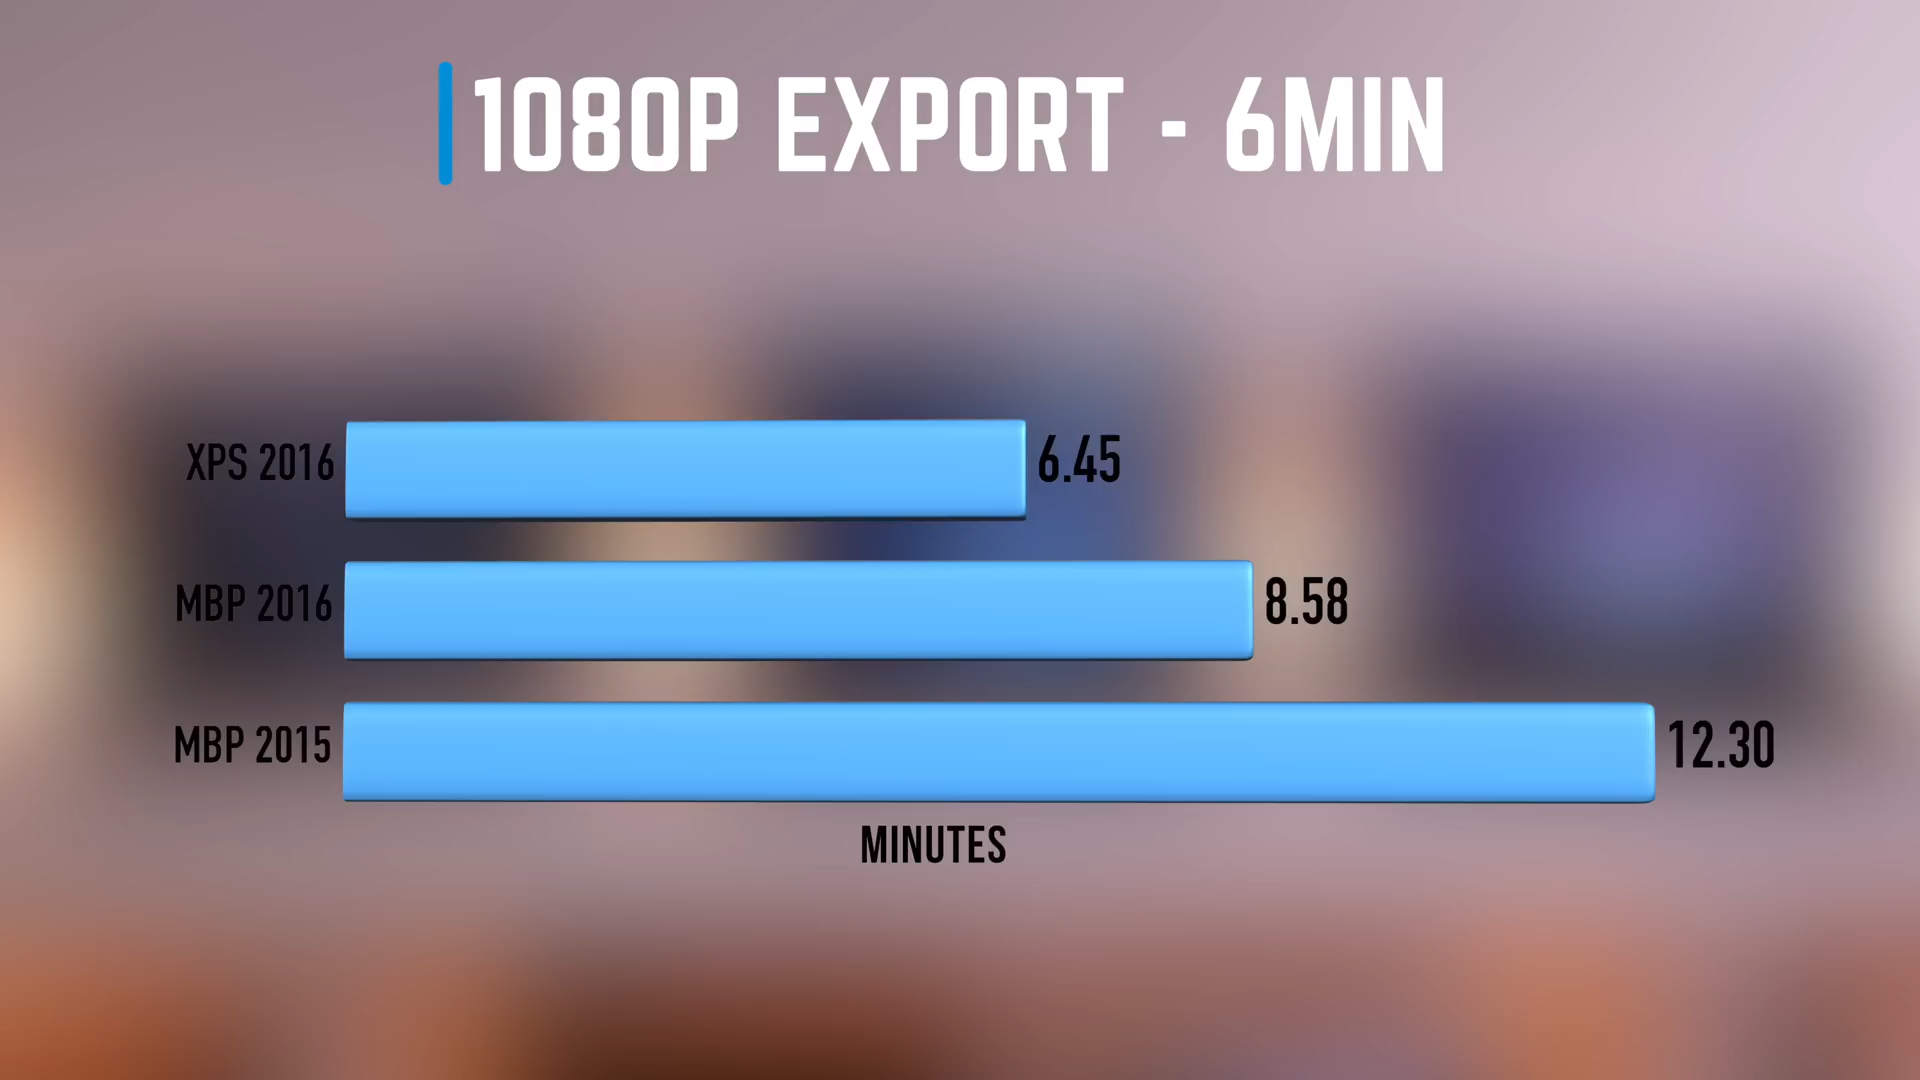 1080P EXPORT - 6MIN
XPS 2016 6.45
MBP 2016 8.58
MBP 2015 12.30
MINUTES